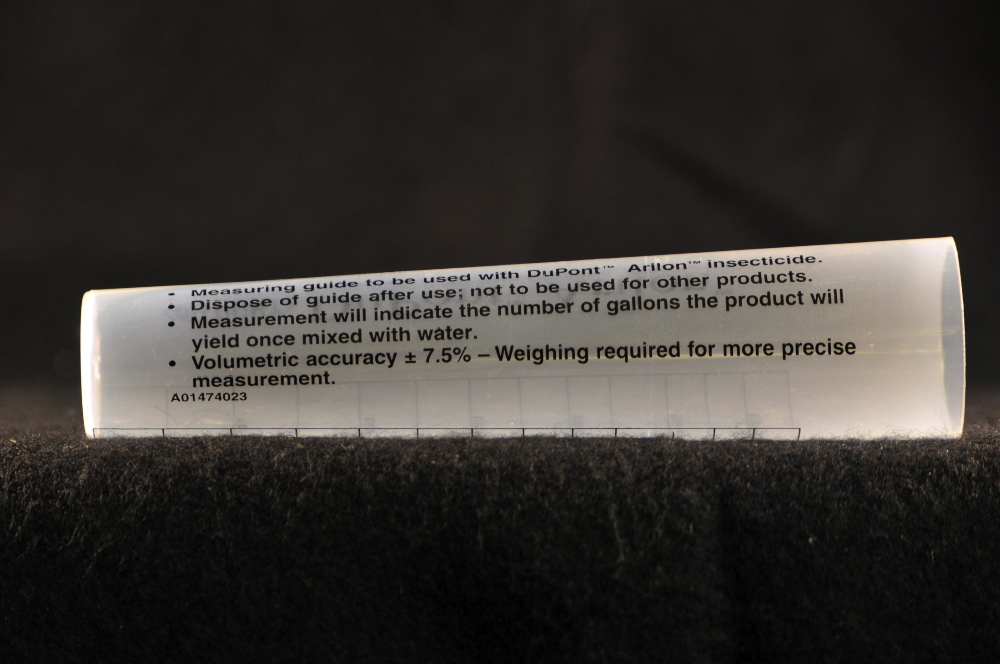 • Measuring guide to be used with DuPont™ Arilon™ insecticide.
• Dispose of guide after use; not to be used for other products.
• Measurement will indicate the number of gallons the product will
yield once mixed with water.
• Volumetric accuracy ± 7.5% – Weighing required for more precise
measurement.
A01474023